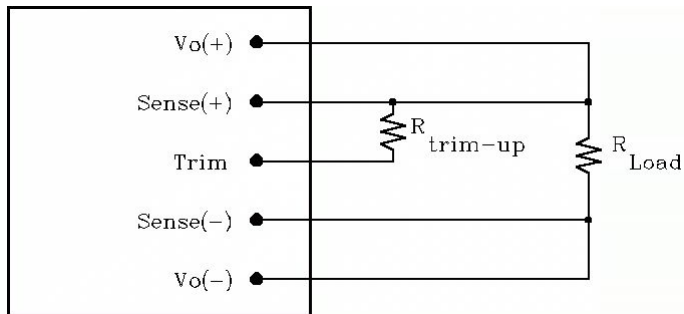 Vo(+)
Sense(+)
R
trim-up
R
Load
Trim
Sense(-)
Vo(-)